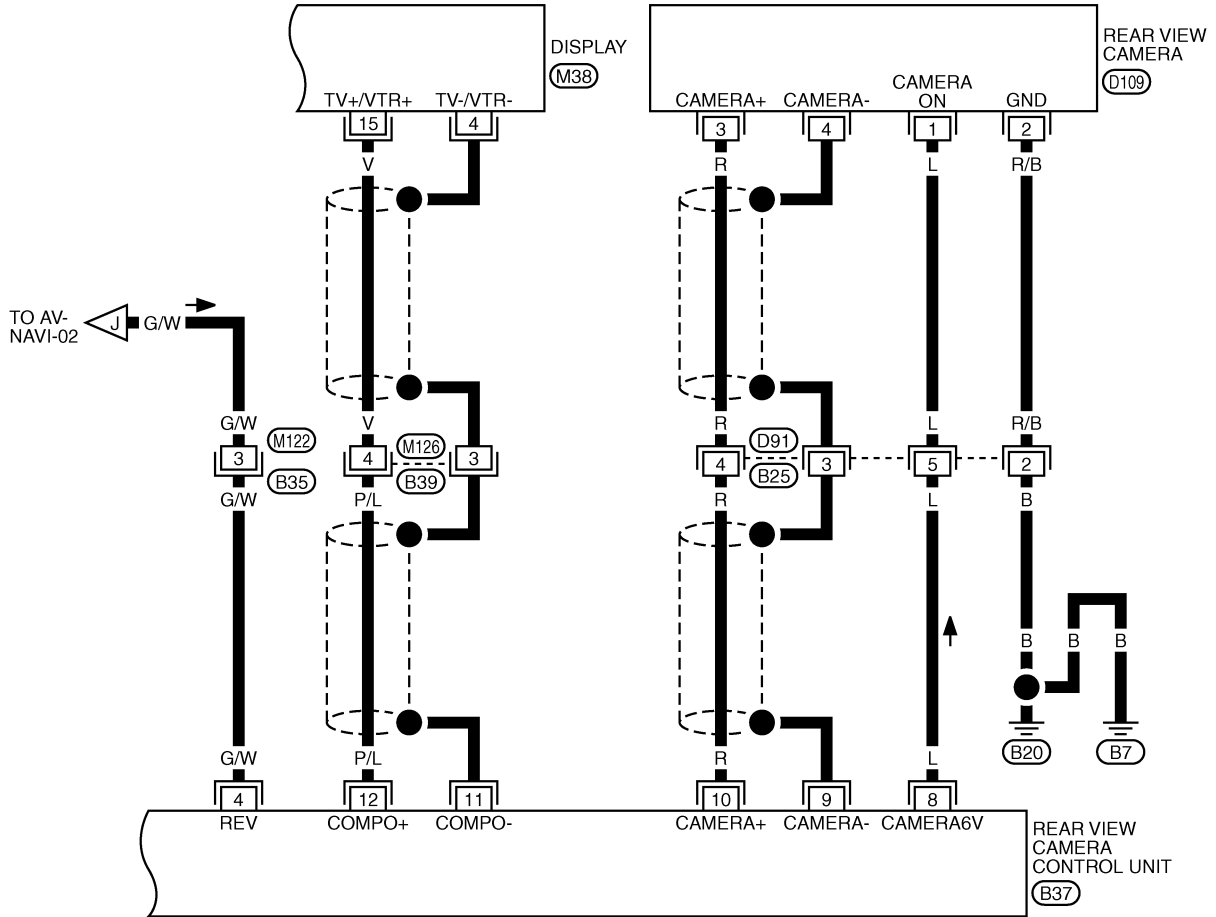 DISPLAY
M38
TV+/VTR+ TV-/VTR-
15 4
V
REAR VIEW
CAMERA
D109
CAMERA+ CAMERA- CAMERA
ON GND
3 4 1 2
R L R/B
TO AV-
NAVI-02
J G/W
G/W V R L R/B
M122 M126 D91
3 4 3 4 3 5 2
B35 B39 B25
G/W P/L R L B
B B B
B20 B7
G/W P/L R L
4 12 11 10 9 8
REV COMPO+ COMPO- CAMERA+ CAMERA- CAMERA6V
REAR VIEW
CAMERA
CONTROL UNIT
B37